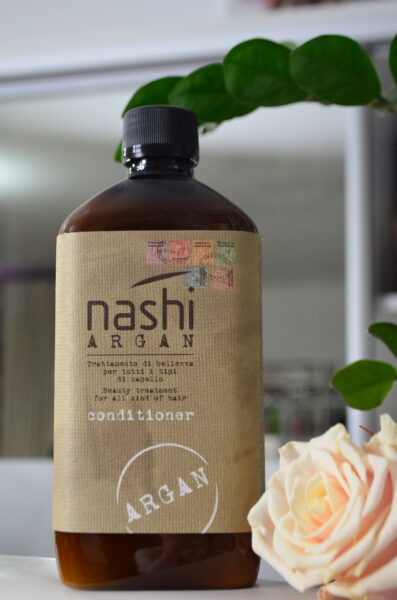 nashi
ARGAN
Trattamento di bellezza
per tutti i tipi
di capello
Beauty treatment
for all kind of hair
conditioner
ARGAN